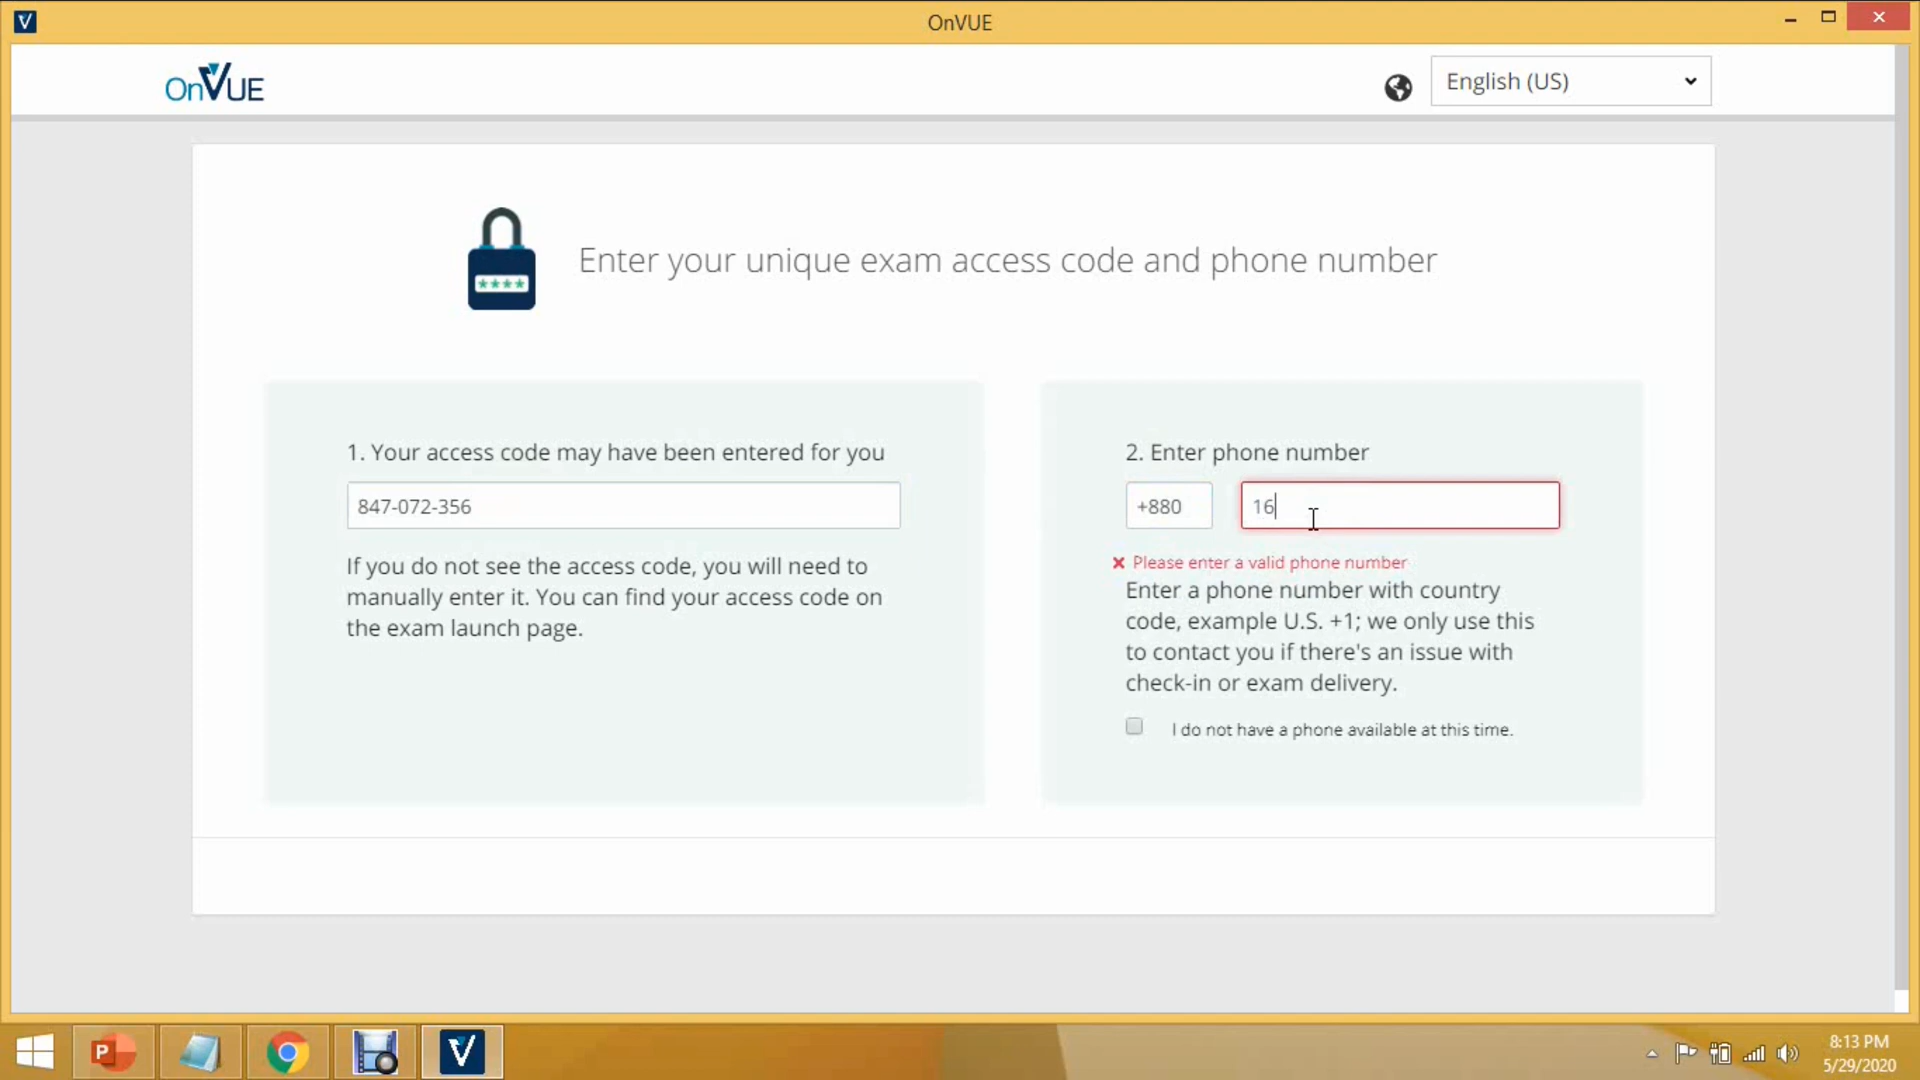 OnVUE
OnVUE
English (US)
****
Enter your unique exam access code and phone number
1. Your access code may have been entered for you
847-072-356
If you do not see the access code, you will need to
manually enter it. You can find your access code on
the exam launch page.
2. Enter phone number
+880
16
Please enter a valid phone number
Enter a phone number with country
code, example U.S. +1; we only use this
to contact you if there's an issue with
check-in or exam delivery.
I do not have a phone available at this time.
8:13 PM
5/29/2020